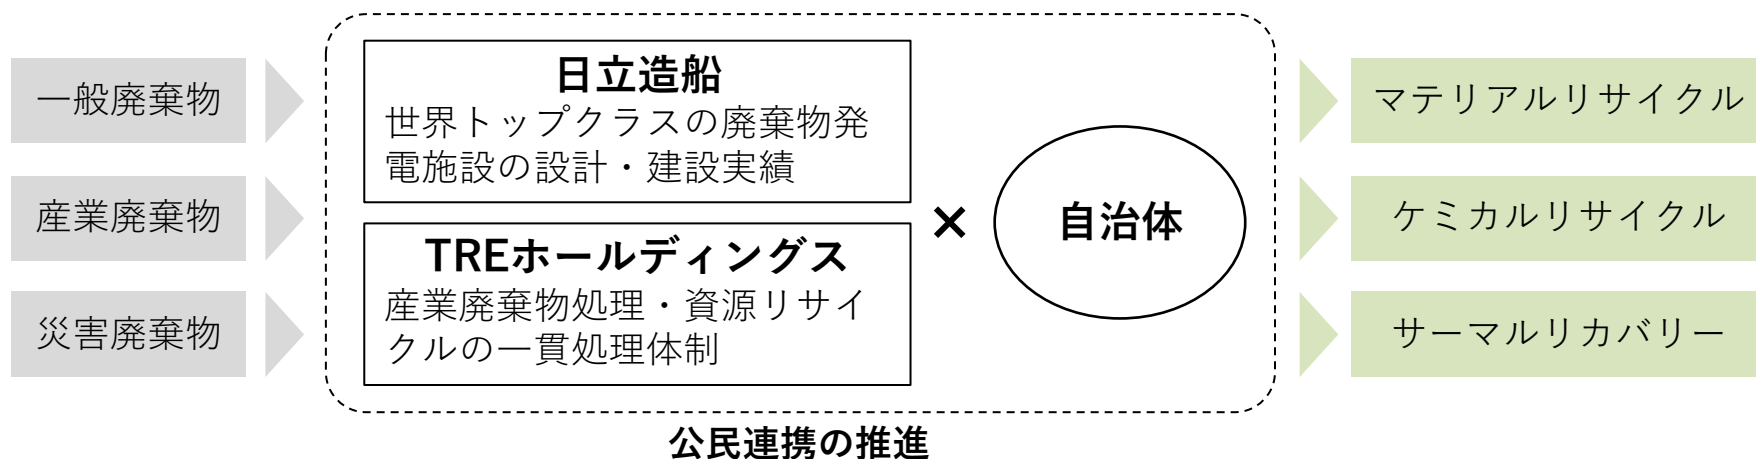 一般廃棄物
産業廃棄物
災害廃棄物
日立造船
世界トップクラスの廃棄物発
電施設の設計・建設実績
TREホールディングス
産業廃棄物処理・資源リサイ
クルの一貫処理体制
×
自治体
マテリアルリサイクル
ケミカルリサイクル
サーマルリカバリー
公民連携の推進